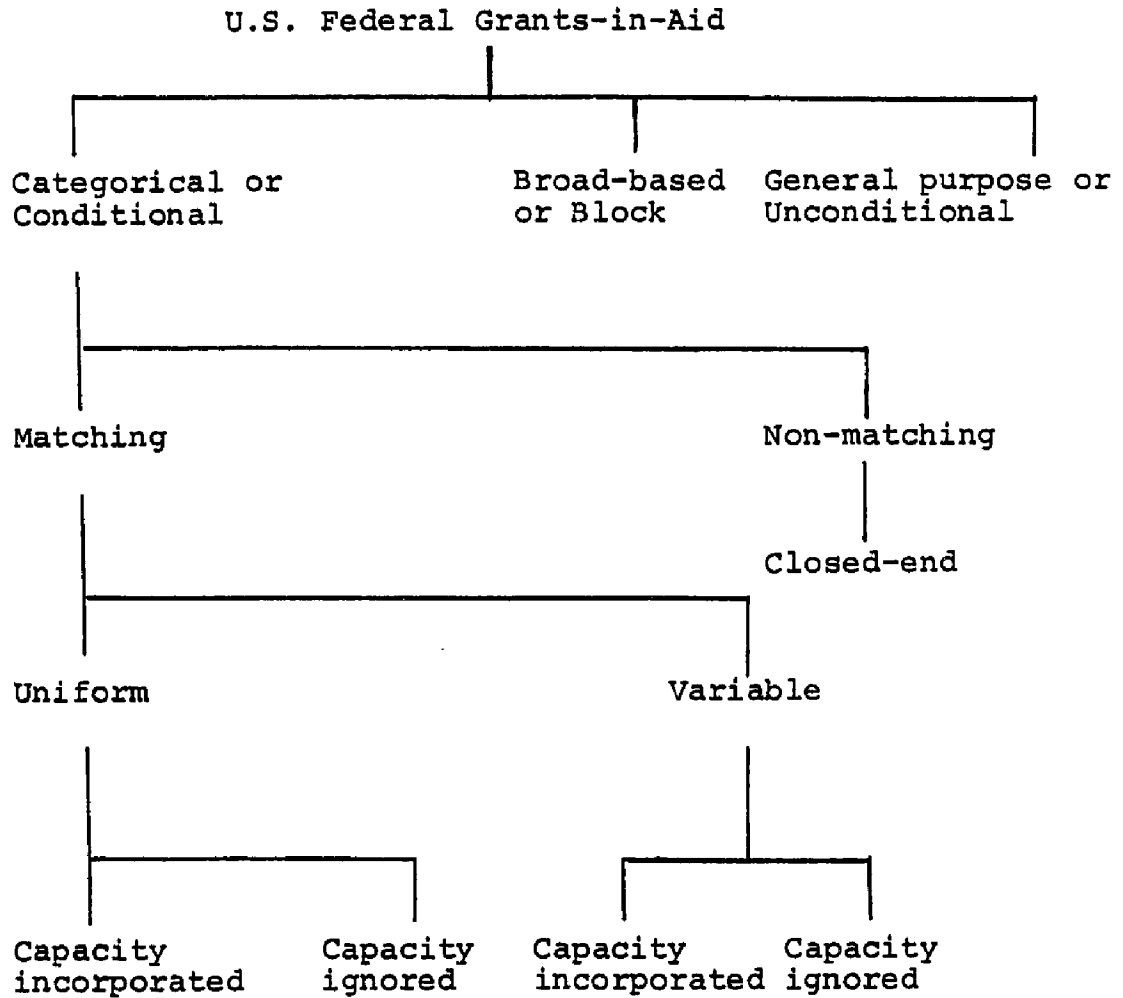 U.S. Federal Grants-in-Aid
Categorical or
Conditional
Broad-based
or Block
General purpose or
Unconditional
Matching
Non-matching
Closed-end
Uniform
Variable
Capacity
incorporated
Capacity
ignored
Capacity
incorporated
Capacity
ignored